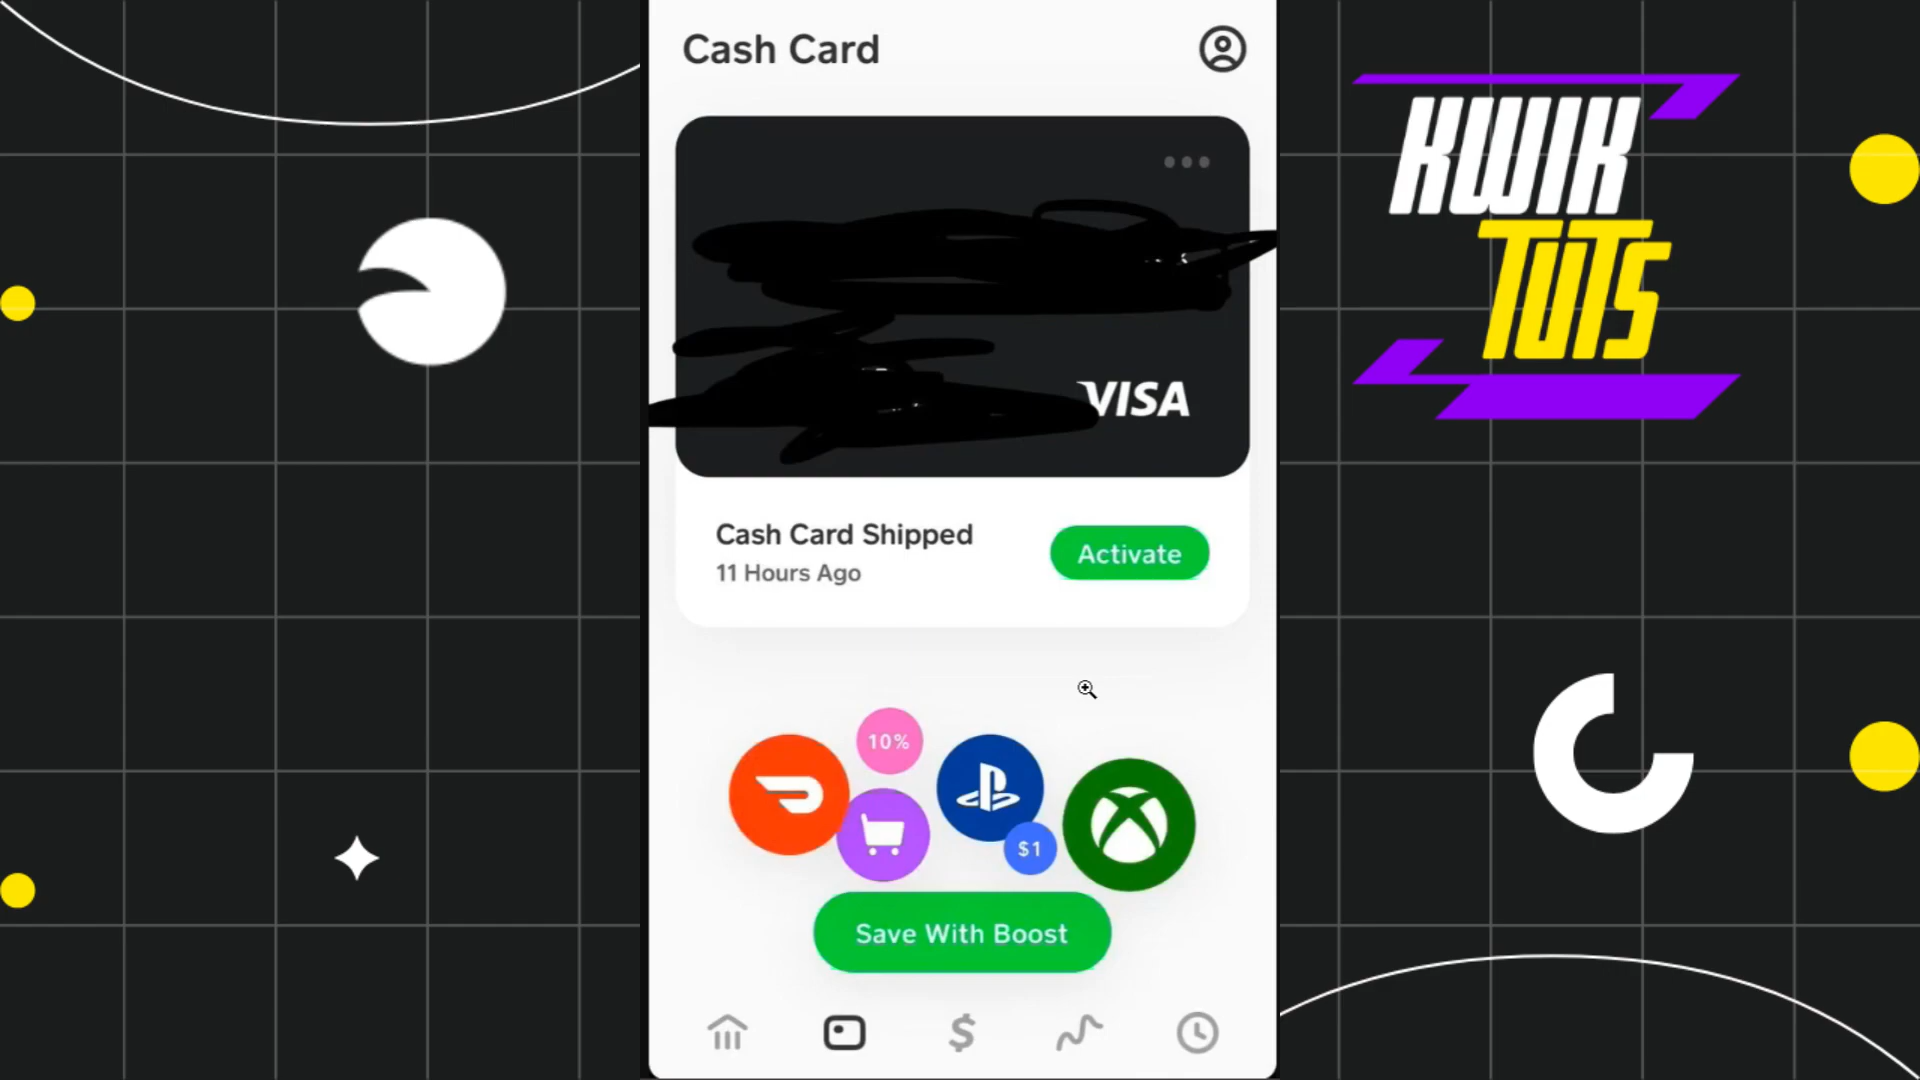 Cash Card
VISA
Cash Card Shipped
11 Hours Ago
Activate
10%
$1
Save With Boost
KWIK
TUTS